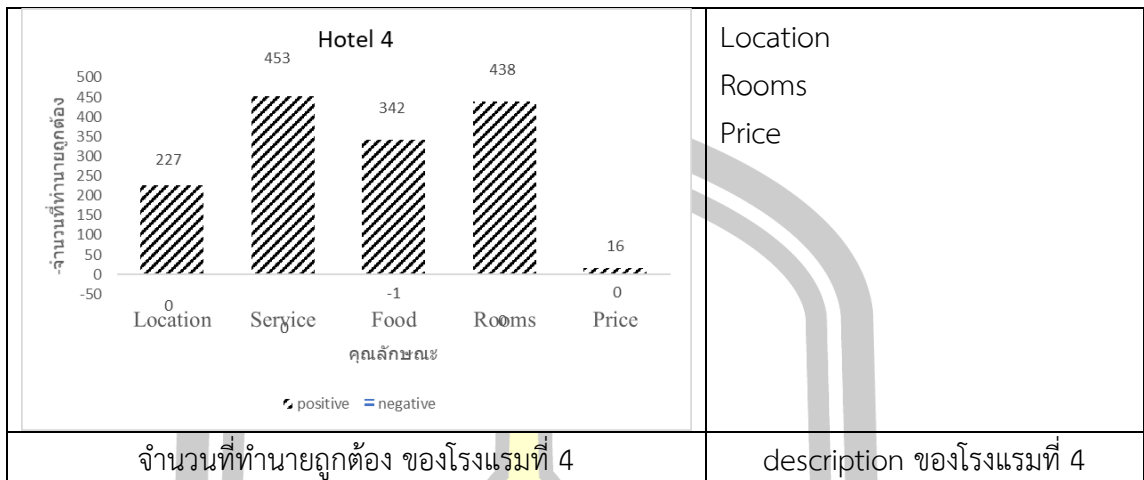 Hotel 4
-จำนวนที่ทำนายถูกต้อง
500
450
400
350
300
250
200
150
100
50
0
-50
227
453
342
438
16
0
0
-1
0
0
Location Service Food Rooms Price
คุณลักษณะ
positive negative
Location
Rooms
Price
จำนวนที่ทำนายถูกต้อง ของโรงแรมที่ 4
description ของโรงแรมที่ 4